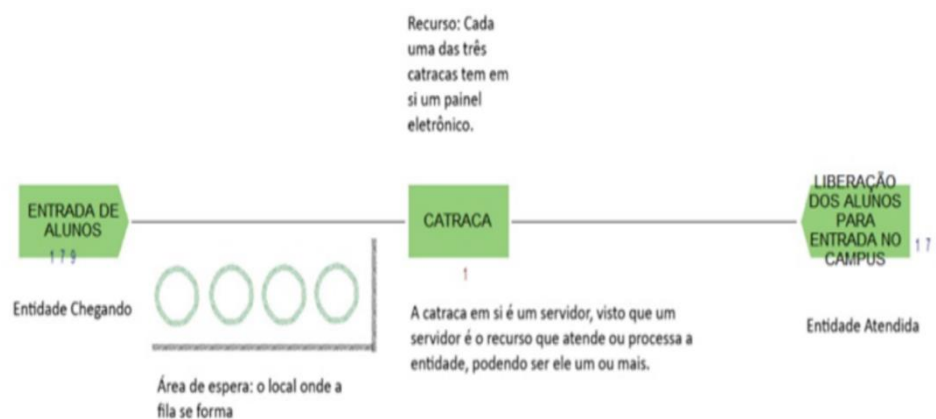 Recurso: Cada
uma das três
catracas tem em
si um painel
eletrônico.
ENTRADA DE
ALUNOS
1 7 9
CATRACA
1
LIBERAÇÃO
DOS ALUNOS
PARA
ENTRADA NO
CAMPUS
1 7
Entidade Chegando
A catraca em si é um servidor, visto que um
servidor é o recurso que atende ou processa a
entidade, podendo ser ele um ou mais.
Entidade Atendida
Área de espera: o local onde a
fila se forma